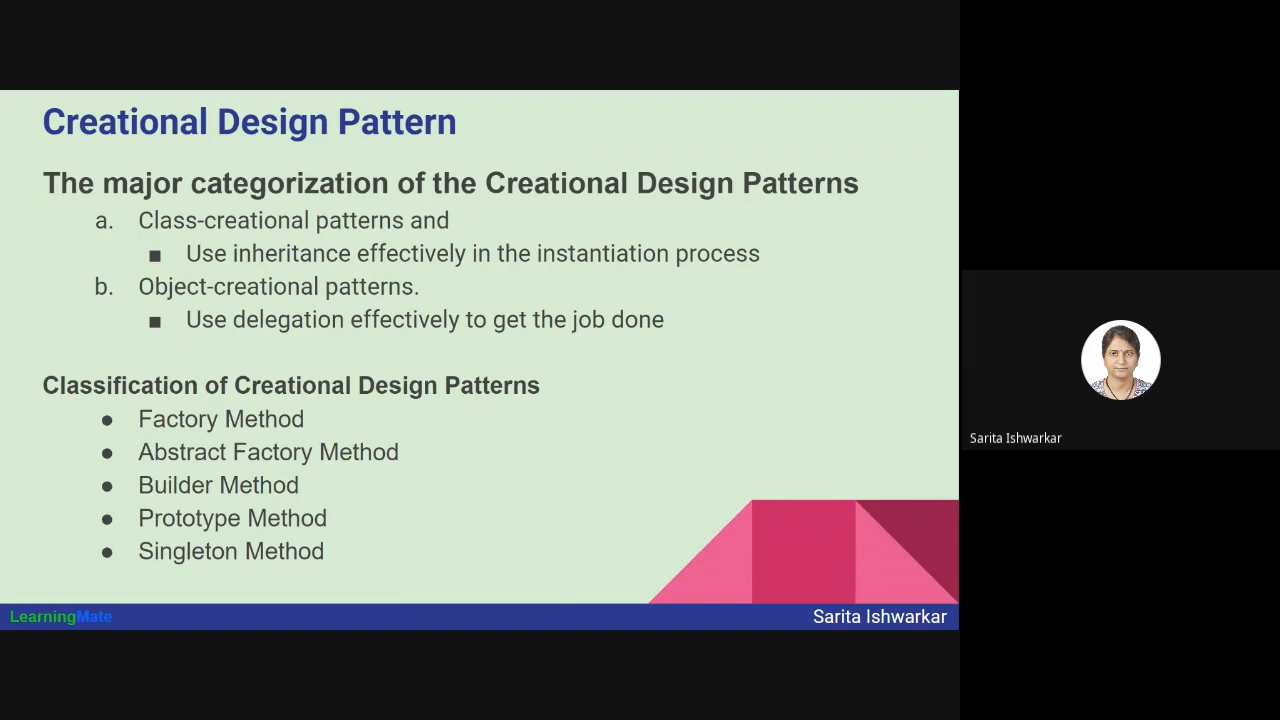 Creational Design Pattern
The major categorization of the Creational Design Patterns
a. Class-creational patterns and
■ Use inheritance effectively in the instantiation process
b. Object-creational patterns.
■ Use delegation effectively to get the job done
Classification of Creational Design Patterns
● Factory Method
● Abstract Factory Method
● Builder Method
● Prototype Method
● Singleton Method
LearningMate
Sarita Ishwarkar
Sarita Ishwarkar